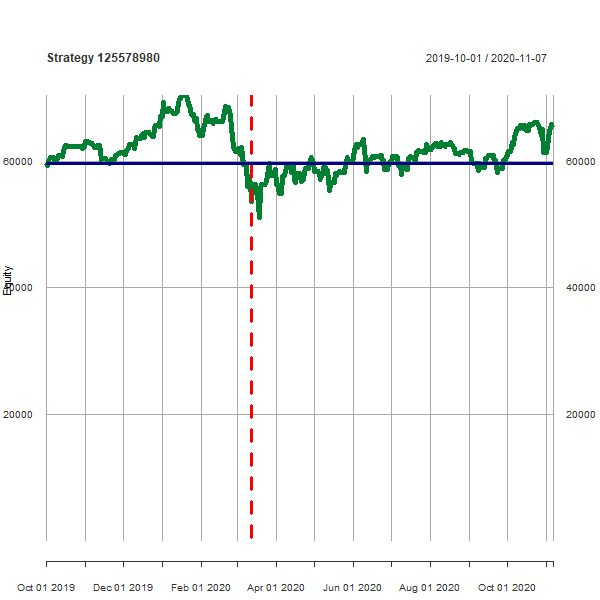 Strategy 125578980
2019-10-01 / 2020-11-07
60000
60000
Equity
40000
40000
20000
20000
Oct 01 2019
Dec 01 2019
Feb 01 2020
Apr 01 2020
Jun 01 2020
Aug 01 2020
Oct 01 2020